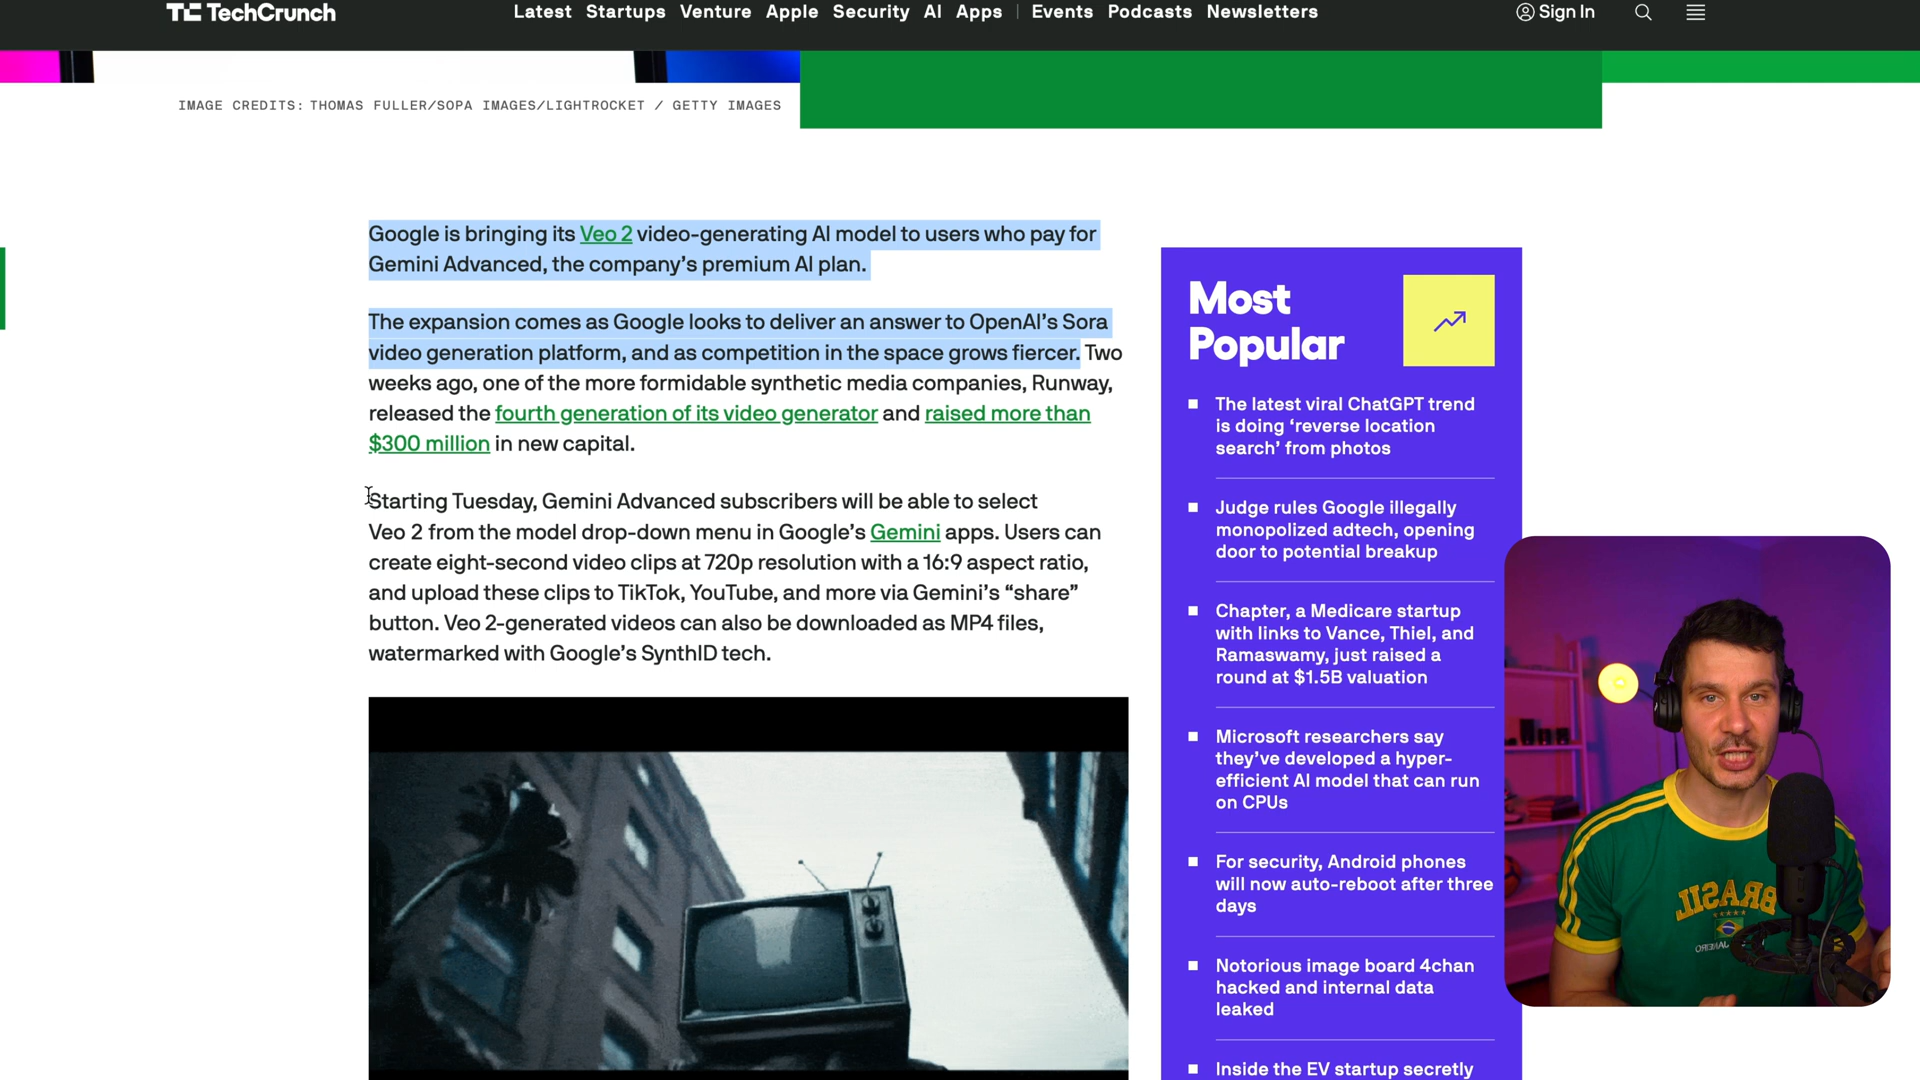 TechCrunch
Latest Startups Venture Apple Security AI Apps | Events Podcasts Newsletters
Sign In
IMAGE CREDITS: THOMAS FULLER/SOPA IMAGES/LIGHTROCKET / GETTY IMAGES
Google is bringing its Veo 2 video-generating AI model to users who pay for
Gemini Advanced, the company’s premium AI plan.
The expansion comes as Google looks to deliver an answer to OpenAI’s Sora
video generation platform, and as competition in the space grows fiercer. Two
weeks ago, one of the more formidable synthetic media companies, Runway,
released the fourth generation of its video generator and raised more than
$300 million in new capital.
Starting Tuesday, Gemini Advanced subscribers will be able to select
Veo 2 from the model drop-down menu in Google’s Gemini apps. Users can
create eight-second video clips at 720p resolution with a 16:9 aspect ratio,
and upload these clips to TikTok, YouTube, and more via Gemini’s “share”
button. Veo 2-generated videos can also be downloaded as MP4 files,
watermarked with Google’s SynthID tech.
Most
Popular
The latest viral ChatGPT trend
is doing ‘reverse location
search’ from photos
Judge rules Google illegally
monopolized adtech, opening
door to potential breakup
Chapter, a Medicare startup
with links to Vance, Thiel, and
Ramaswamy, just raised a
round at $1.5B valuation
Microsoft researchers say
they’ve developed a hyper-
efficient AI model that can run
on CPUs
For security, Android phones
will now auto-reboot after three
days
Notorious image board 4chan
hacked and internal data
leaked
Inside the EV startup secretly
BRASIL